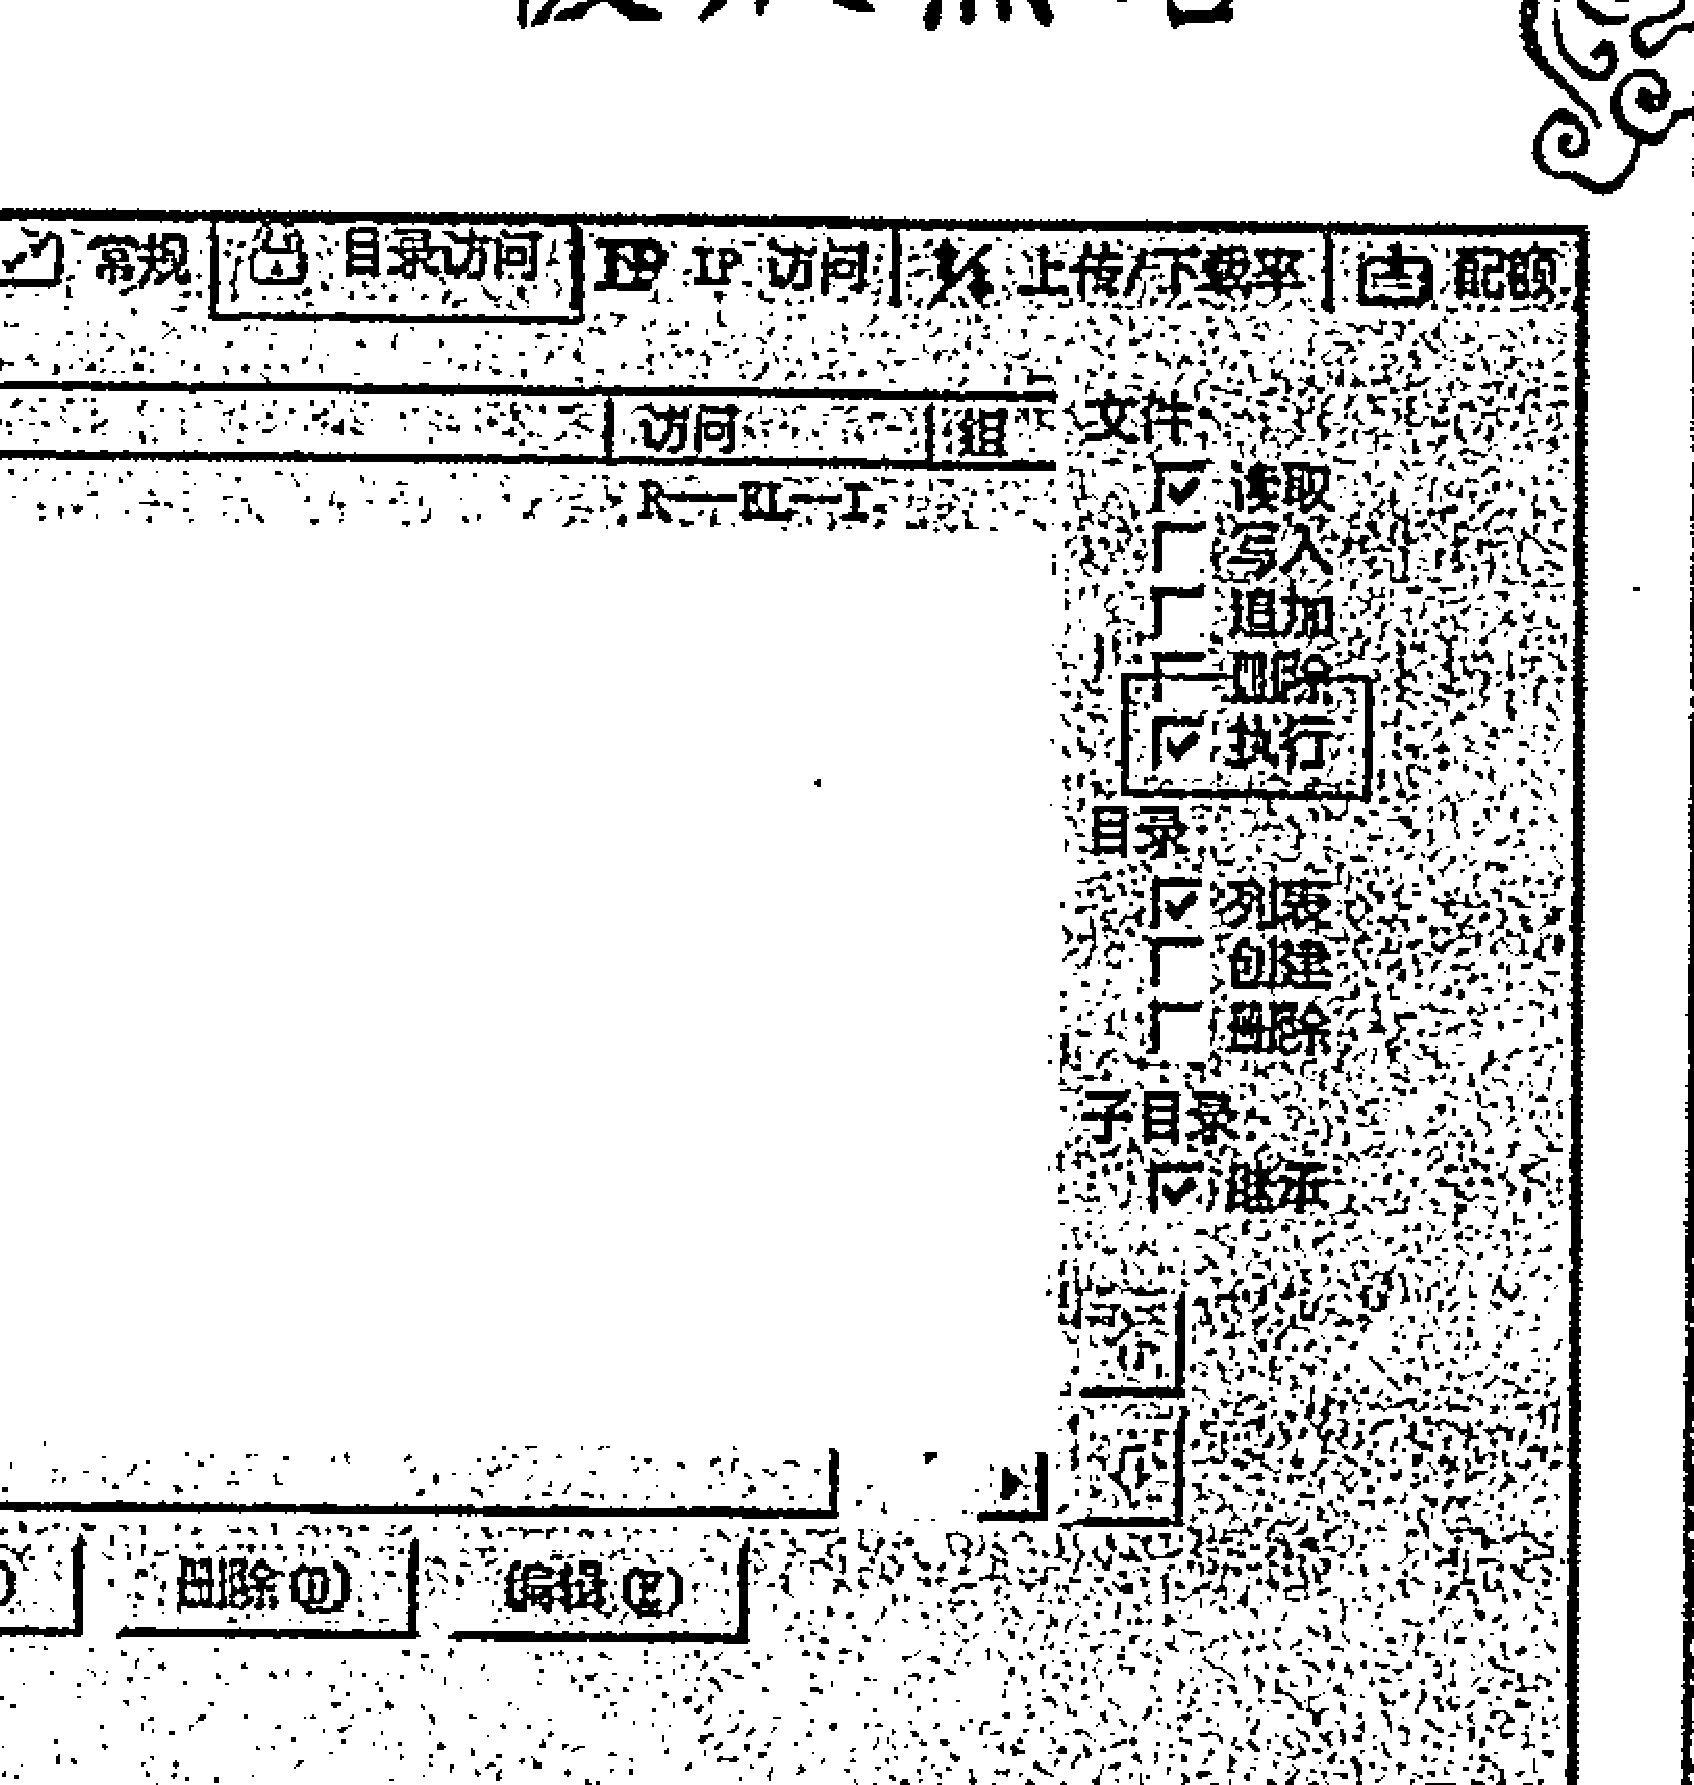 常规 目录访问 IP IP 访问 上传/下载率 配额
访问 组 文件
R---EL--I 读取
写入
追加
删除
执行
目录
列表
创建
删除
子目录
继承
删除(D) 编辑(E)